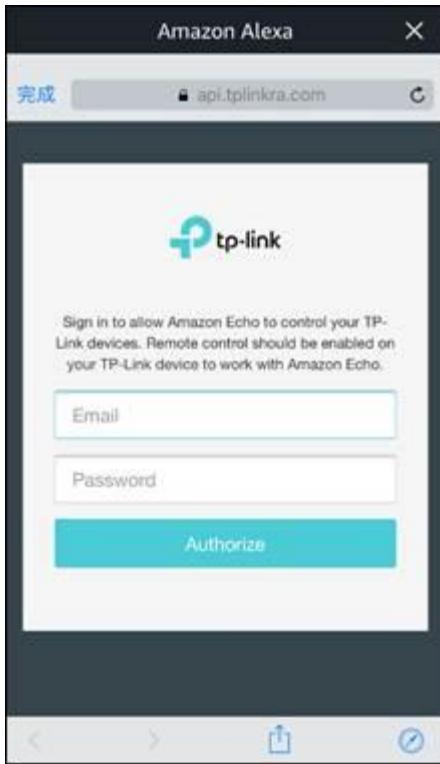 Amazon Alexa
完成
api.tplinkra.com
tp-link
Sign in to allow Amazon Echo to control your TP-
Link devices. Remote control should be enabled on
your TP-Link device to work with Amazon Echo.
Email
Password
Authorize